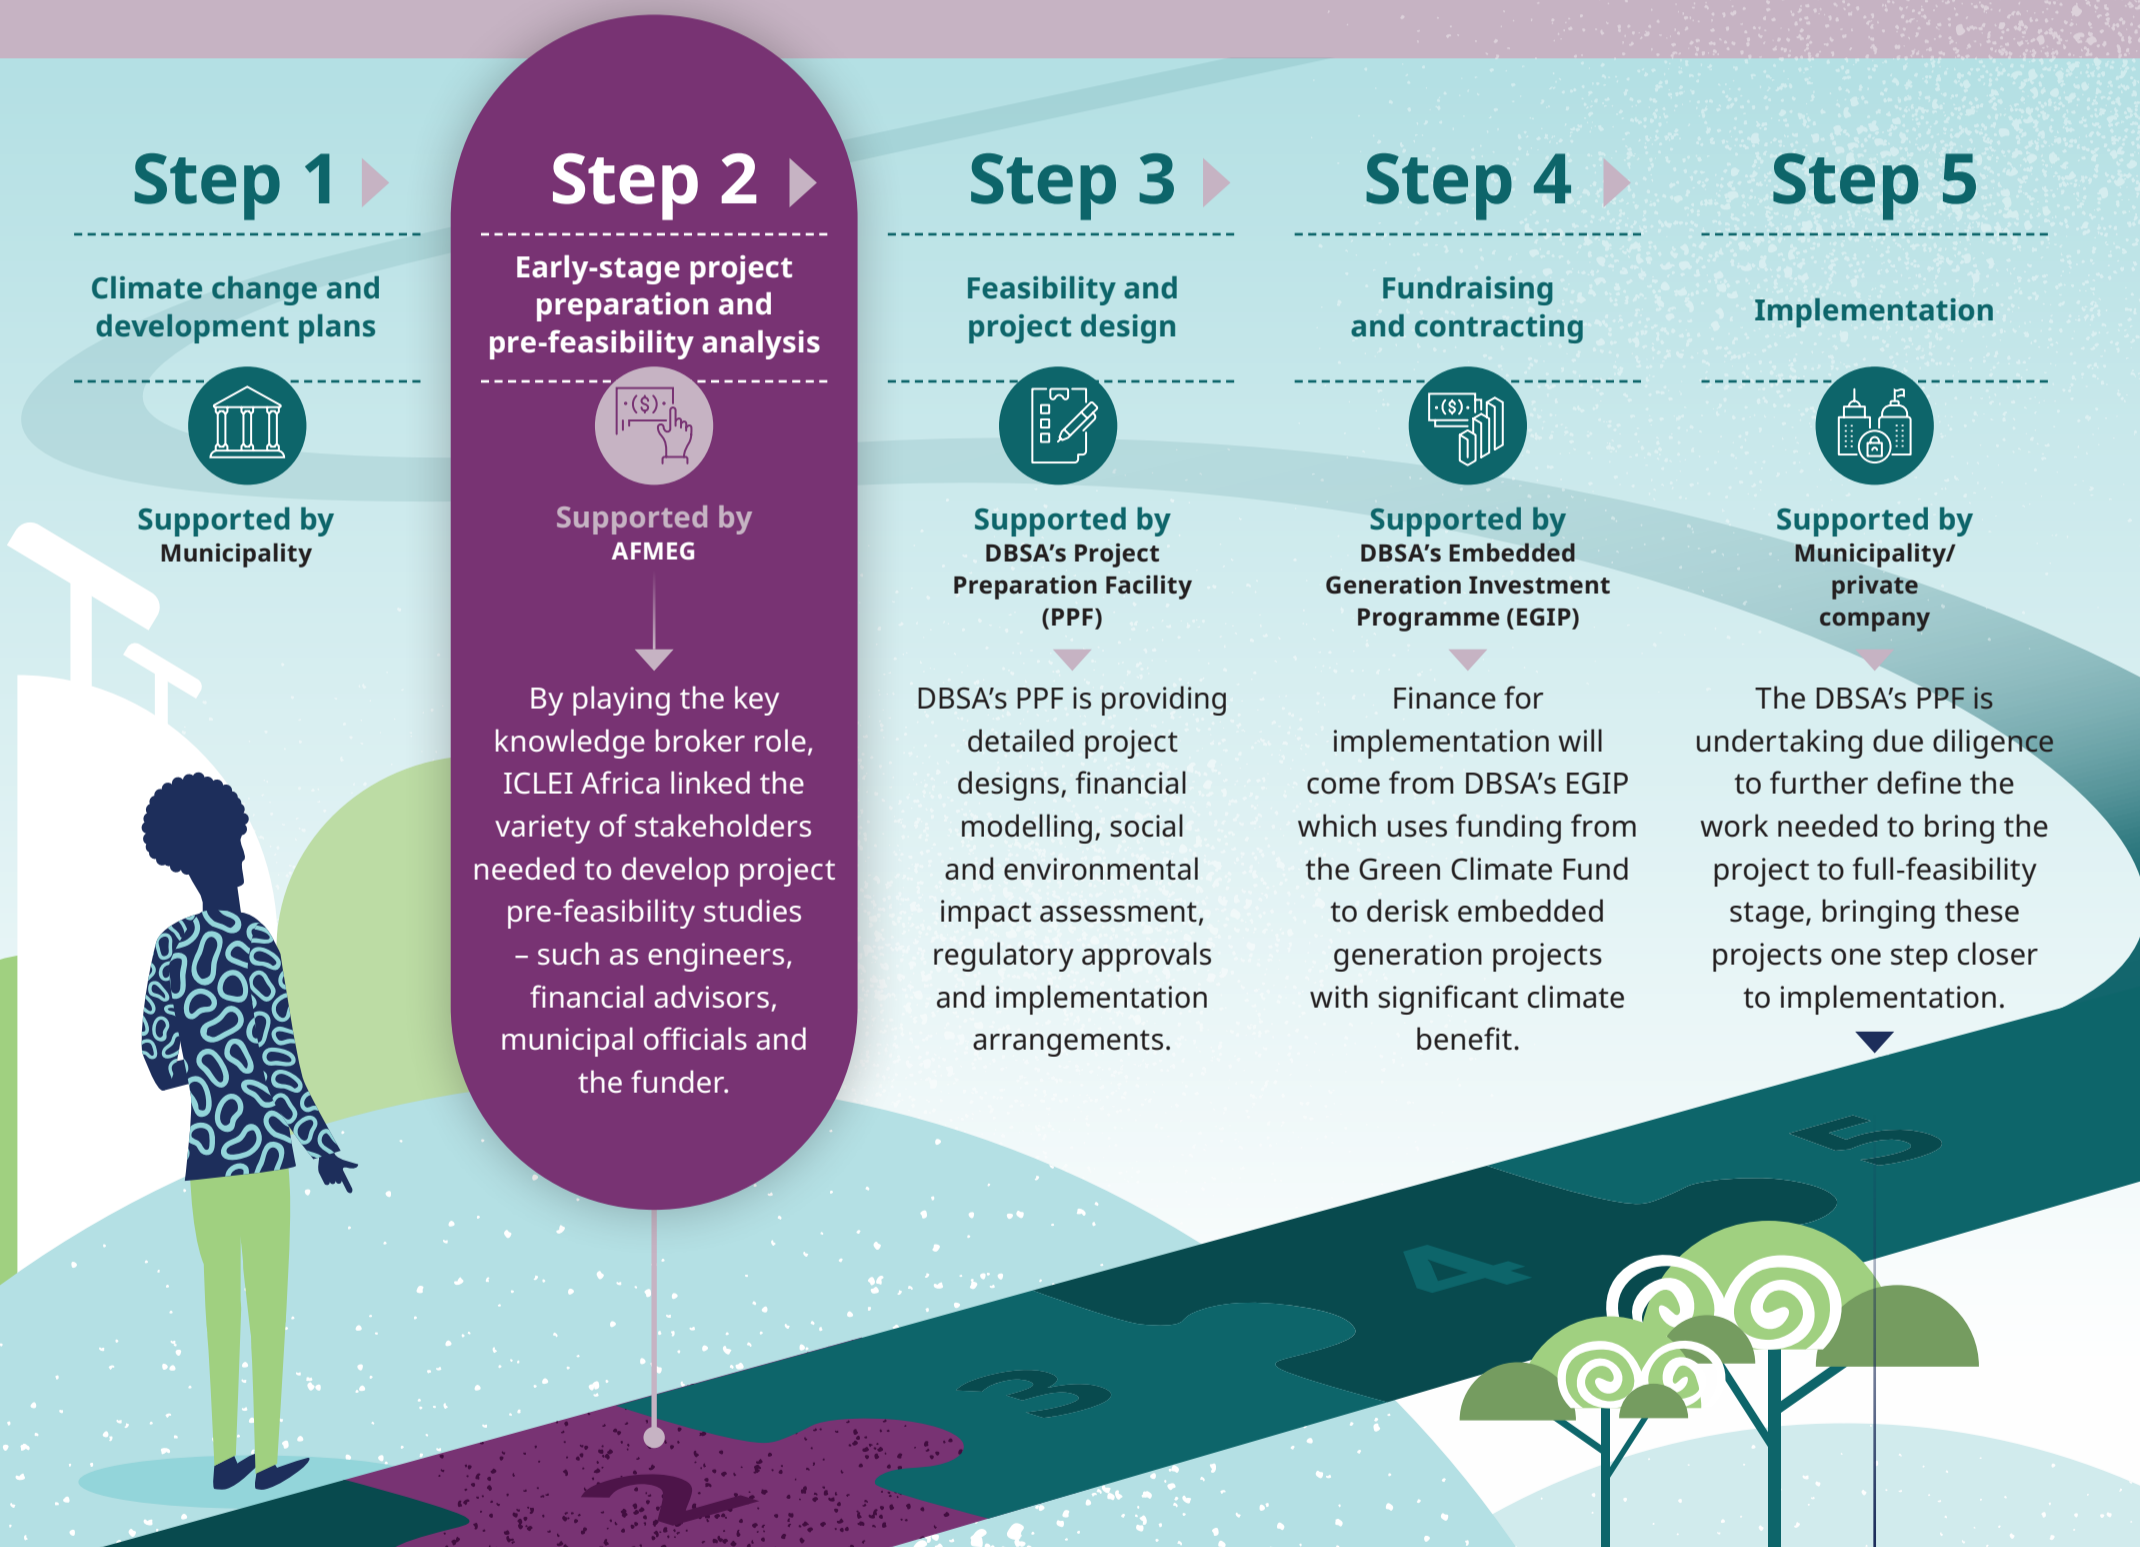 Step 1
Climate change and
development plans
Supported by
Municipality
Step 2
Early-stage project
preparation and
pre-feasibility analysis
($)
Supported by
AFMEG
By playing the key
knowledge broker role,
ICLEI Africa linked the
variety of stakeholders
needed to develop project
pre-feasibility studies
– such as engineers,
financial advisors,
municipal officials and
the funder.
Step 3
Feasibility and
project design
Supported by
DBSA’s Project
Preparation Facility
(PPF)
DBSA’s PPF is providing
detailed project
designs, financial
modelling, social
and environmental
impact assessment,
regulatory approvals
and implementation
arrangements.
Step 4
Fundraising
and contracting
($)
Supported by
DBSA’s Embedded
Generation Investment
Programme (EGIP)
Finance for
implementation will
come from DBSA’s EGIP
which uses funding from
the Green Climate Fund
to derisk embedded
generation projects
with significant climate
benefit.
Step 5
Implementation
Supported by
Municipality/
private
company
The DBSA’s PPF is
undertaking due diligence
to further define the
work needed to bring the
project to full-feasibility
stage, bringing these
projects one step closer
to implementation.
2
3
4
5